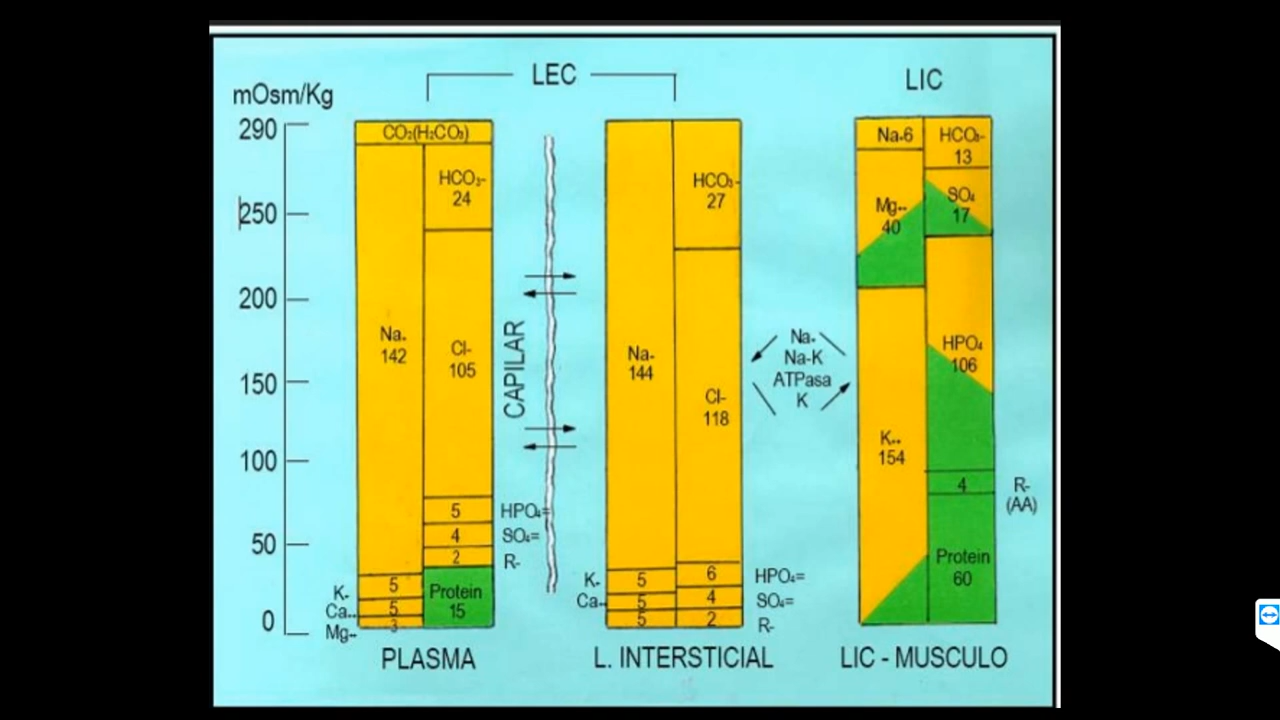 LEC
LIC
mOsm/Kg
290
250
200
150
100
50
0
CO₂(H₂CO₃)
HCO₃-
24
Na+
142
Cl-
105
5
HPO₄=
4
SO₄=
2
R-
Protein
15
K+
5
Ca++
5
Mg++
3
PLASMA
CAPILAR
HCO₃-
27
Na+
144
Cl-
118
K+
5
Ca++
5
5
6
HPO₄=
4
SO₄=
2
R-
L. INTERSTICIAL
Na+
Na-K
ATPasa
K
Na+6
HCO₃-
13
Mg++
40
SO₄
17
K++
154
HPO₄
106
4
R-
(AA)
Protein
60
LIC - MUSCULO